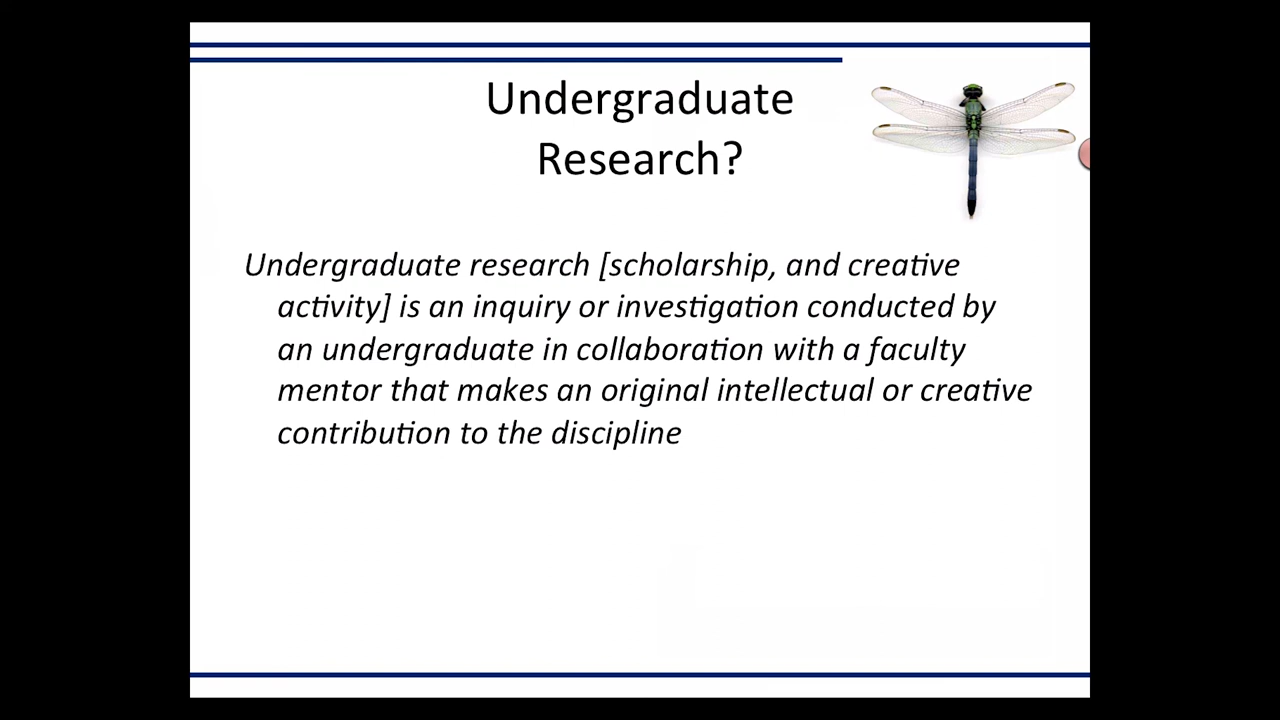 Undergraduate
Research?
Undergraduate research [scholarship, and creative
activity] is an inquiry or investigation conducted by
an undergraduate in collaboration with a faculty
mentor that makes an original intellectual or creative
contribution to the discipline